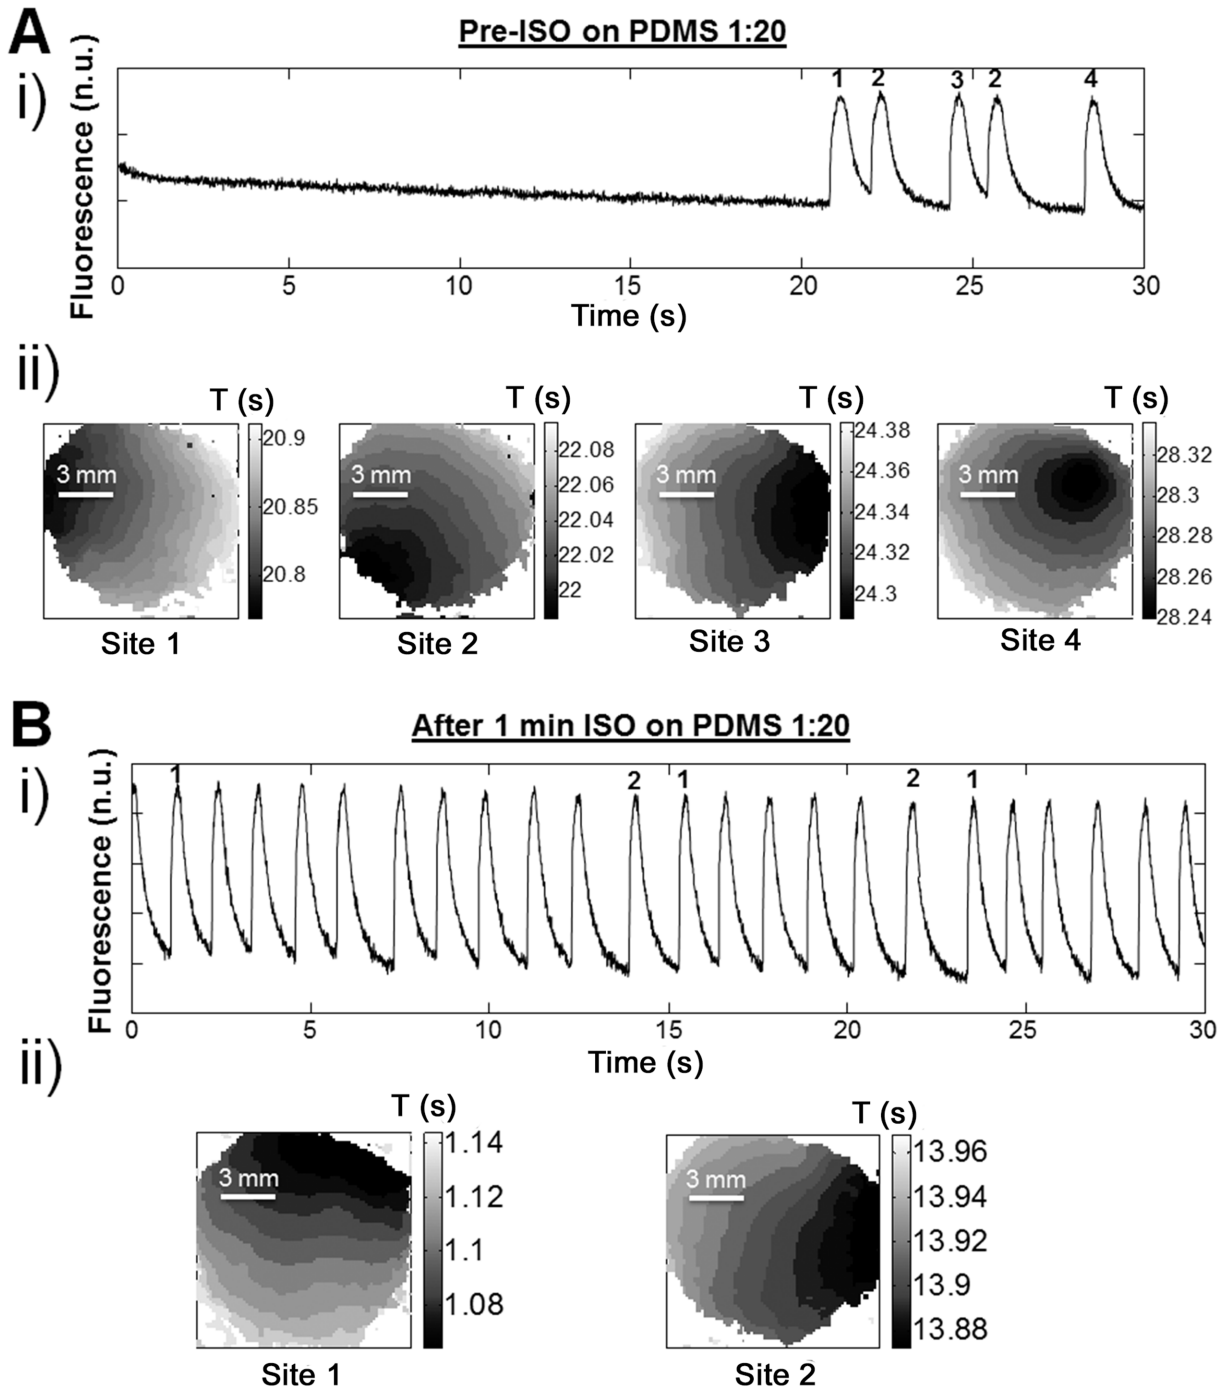 A
Pre-ISO on PDMS 1:20
i)
Fluorescence (n.u.)
1 2 3 2 4
0 5 10 15 20 25 30
Time (s)
ii)
T (s) T (s) T (s) T (s)
3 mm 3 mm 3 mm 3 mm
20.9
20.85
20.8
22.08
22.06
22.04
22.02
22
24.38
24.36
24.34
24.32
24.3
28.32
28.3
28.28
28.26
28.24
Site 1 Site 2 Site 3 Site 4
B
After 1 min ISO on PDMS 1:20
i)
Fluorescence (n.u.)
1 2 1 2 1
0 5 10 15 20 25 30
Time (s)
ii)
T (s) T (s)
3 mm 3 mm
1.14
1.12
1.1
1.08
13.96
13.94
13.92
13.9
13.88
Site 1 Site 2